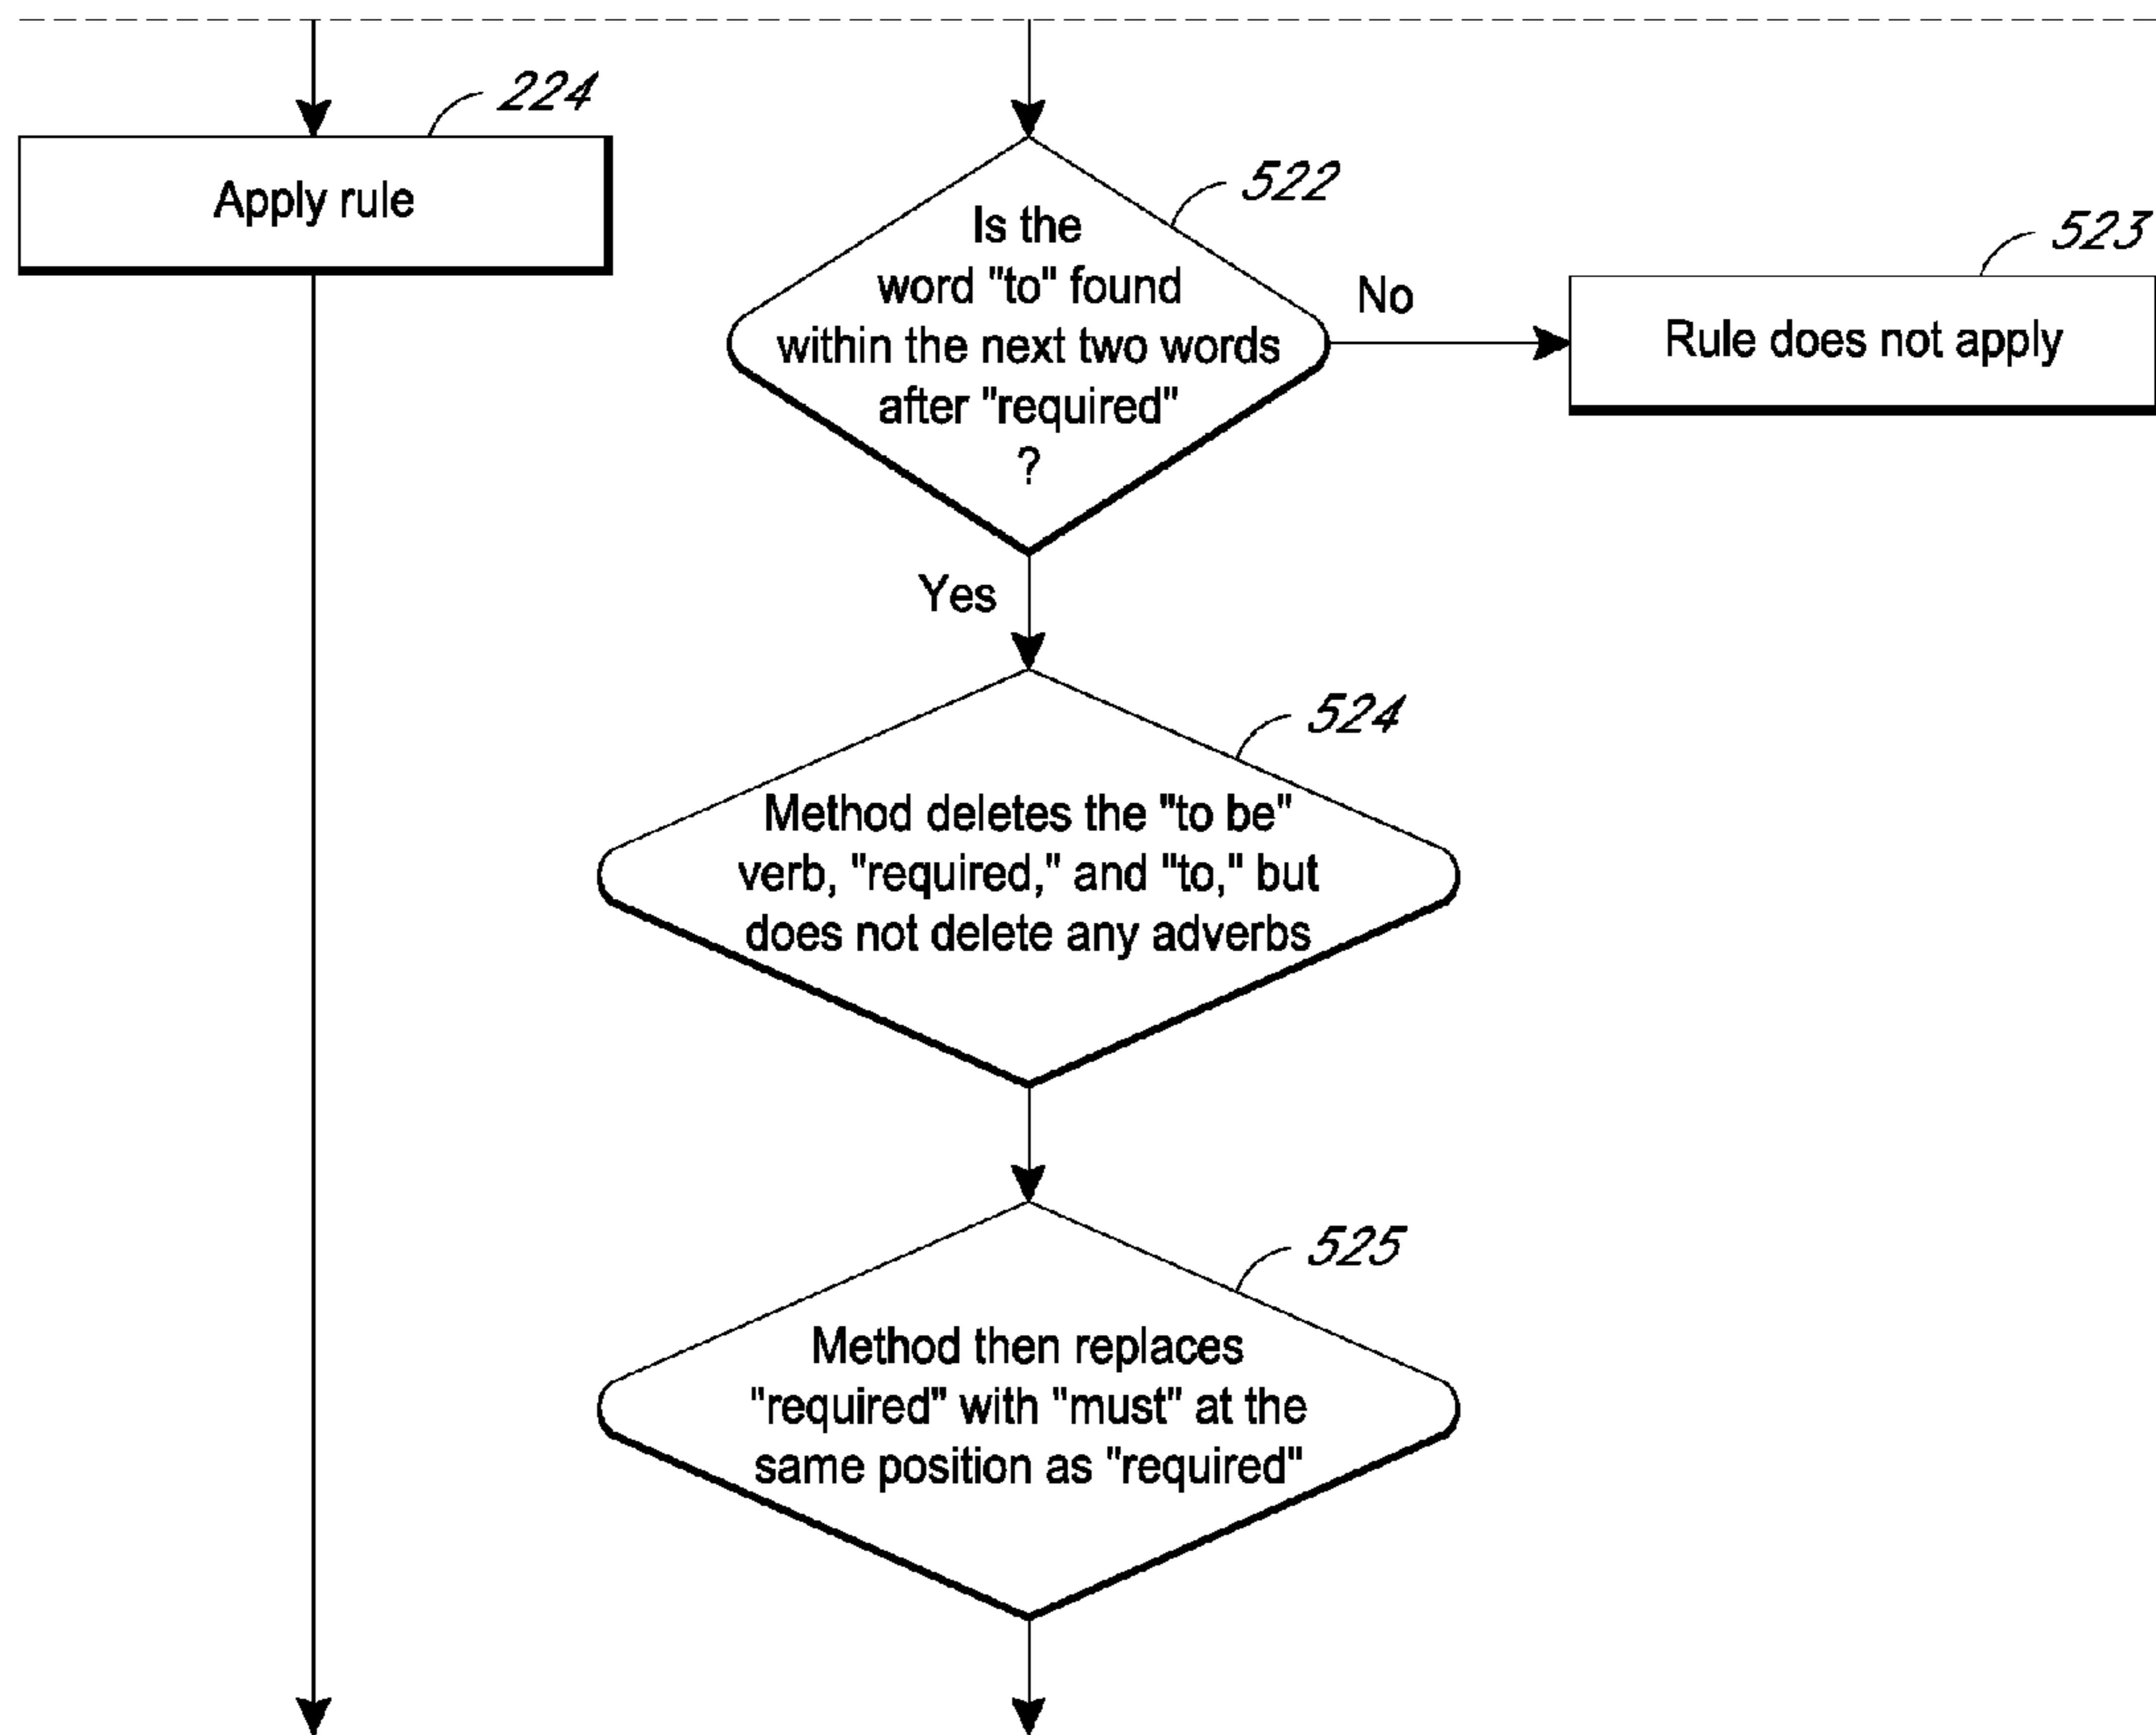 224
Apply rule
522
Is the
word "to" found
within the next two words
after "required"
?
No
523
Rule does not apply
Yes
524
Method deletes the "to be"
verb, "required," and "to," but
does not delete any adverbs
525
Method then replaces
"required" with "must" at the
same position as "required"